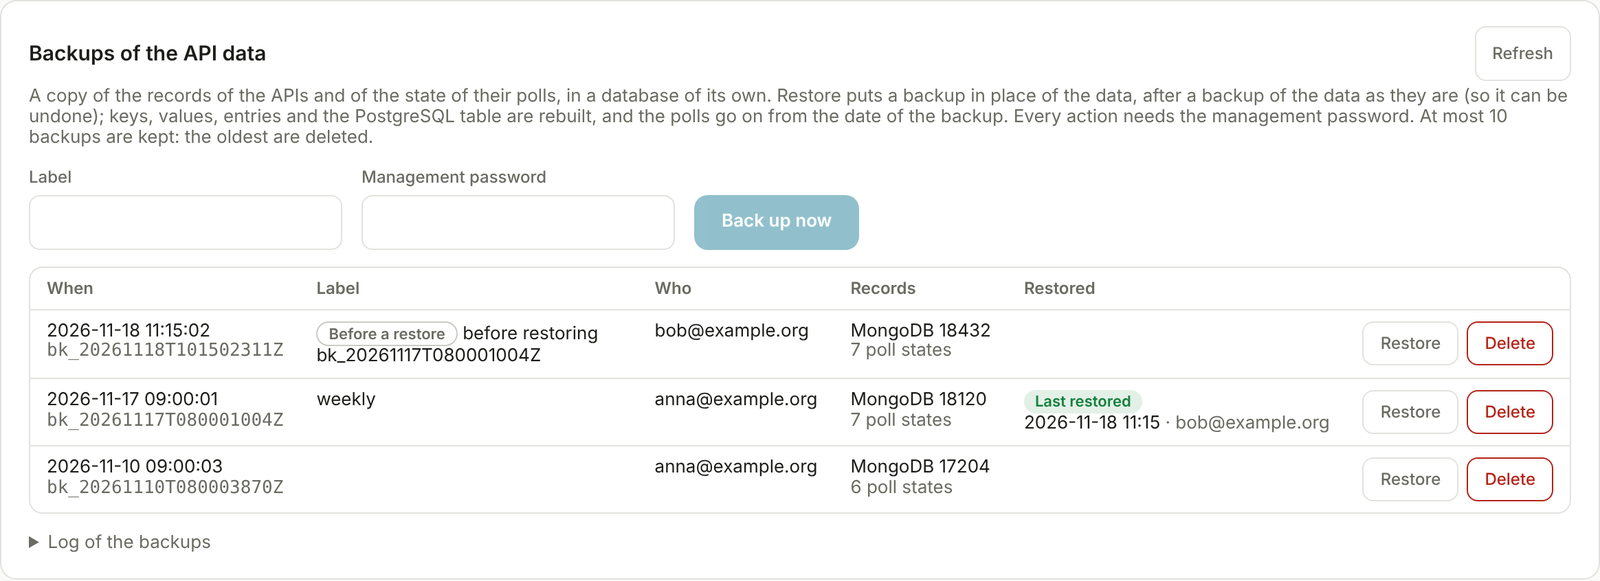 Backups of the API data
Refresh
A copy of the records of the APIs and of the state of their polls, in a database of its own. Restore puts a backup in place of the data, after a backup of the data as they are (so it can be
undone); keys, values, entries and the PostgreSQL table are rebuilt, and the polls go on from the date of the backup. Every action needs the management password. At most 10
backups are kept: the oldest are deleted.
Label
Management password
Back up now
When Label Who Records Restored
2026-11-18 11:15:02 Before a restore before restoring bob@example.org MongoDB 18432 Restore Delete
bk_20261118T101502311Z bk_20261117T080001004Z 7 poll states
2026-11-17 09:00:01 weekly anna@example.org MongoDB 18120 Last restored Restore Delete
bk_20261117T080001004Z 7 poll states 2026-11-18 11:15 · bob@example.org
2026-11-10 09:00:03 anna@example.org MongoDB 17204 Restore Delete
bk_20261110T080003870Z 6 poll states
Log of the backups